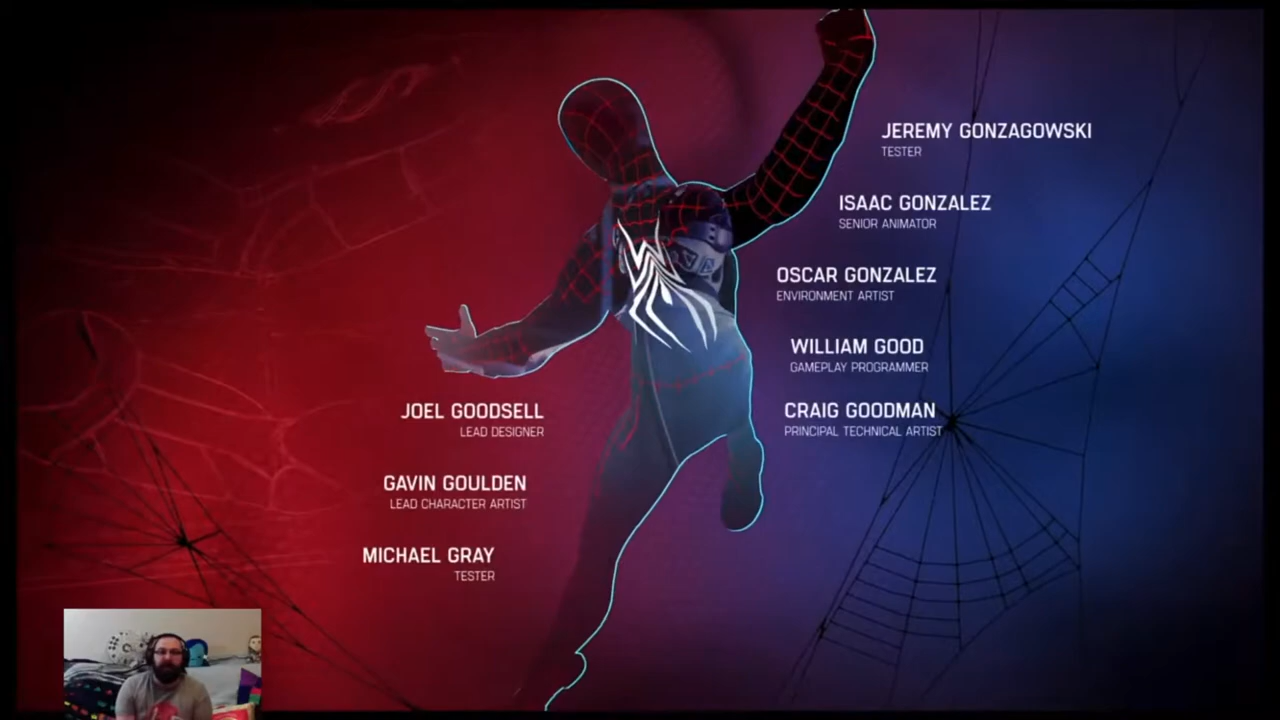 JEREMY GONZAGOWSKI
TESTER
ISAAC GONZALEZ
SENIOR ANIMATOR
OSCAR GONZALEZ
ENVIRONMENT ARTIST
WILLIAM GOOD
GAMEPLAY PROGRAMMER
CRAIG GOODMAN
PRINCIPAL TECHNICAL ARTIST
JOEL GOODSELL
LEAD DESIGNER
GAVIN GOULDEN
LEAD CHARACTER ARTIST
MICHAEL GRAY
TESTER